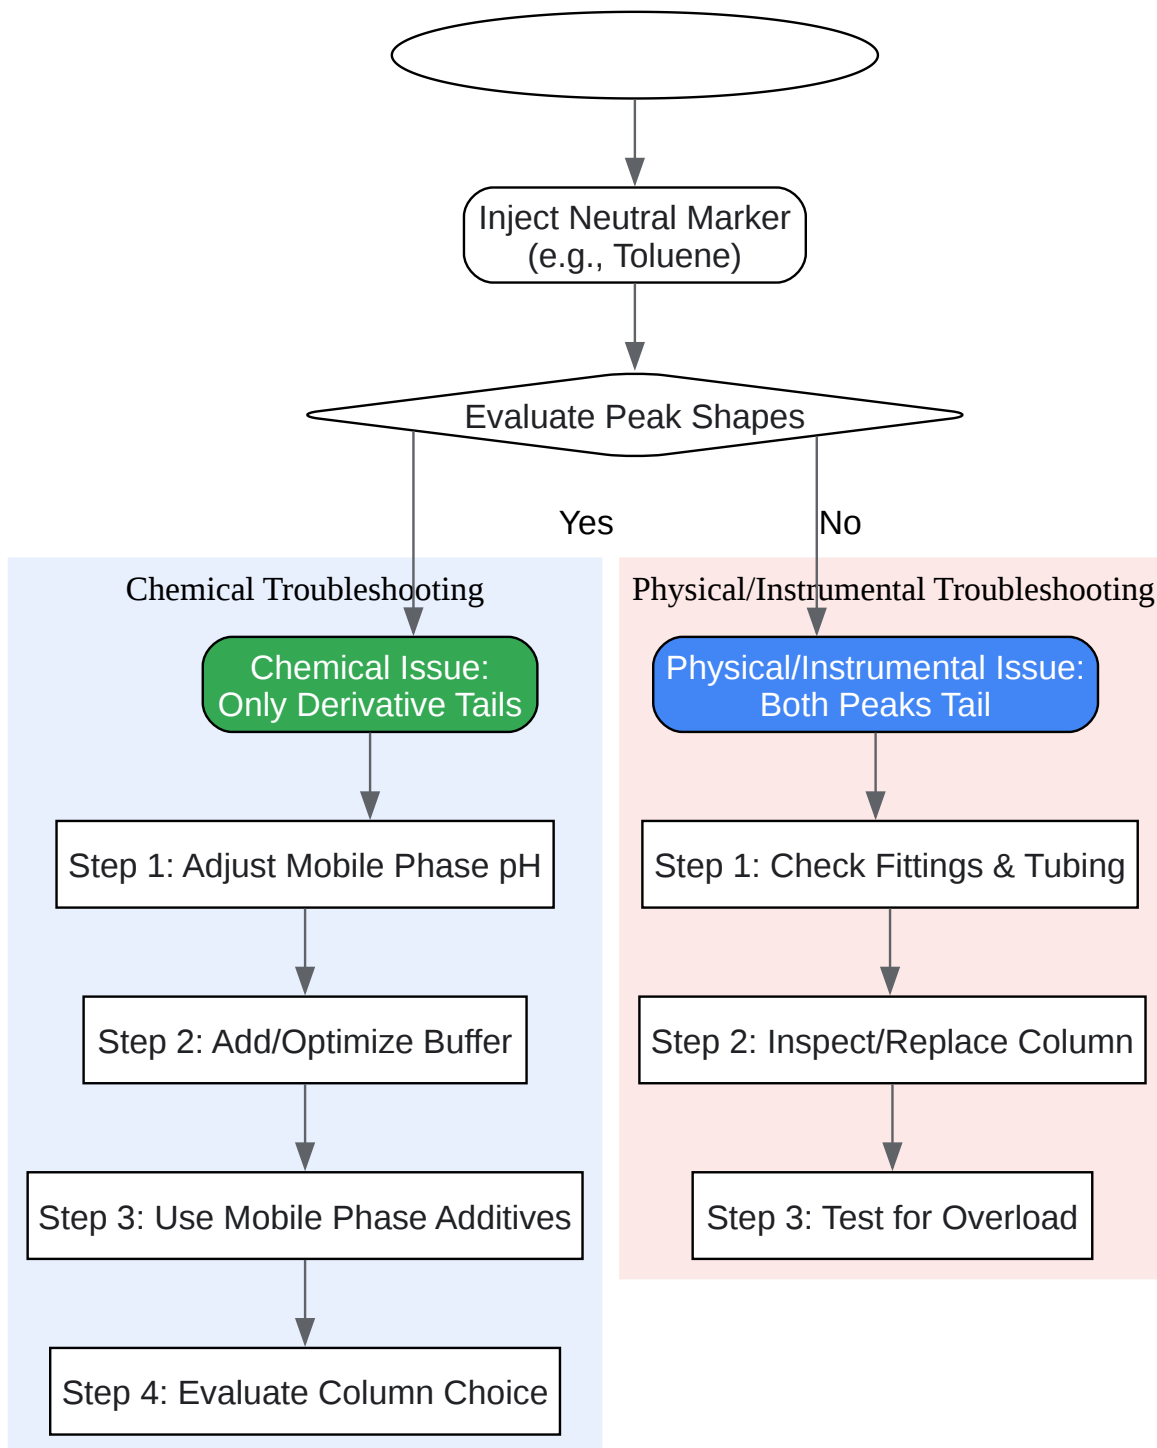 Inject Neutral Marker
(e.g., Toluene)
Evaluate Peak Shapes
Yes
No
Chemical Troubleshooting
Chemical Issue:
Only Derivative Tails
Step 1: Adjust Mobile Phase pH
Step 2: Add/Optimize Buffer
Step 3: Use Mobile Phase Additives
Step 4: Evaluate Column Choice
Physical/Instrumental Troubleshooting
Physical/Instrumental Issue:
Both Peaks Tail
Step 1: Check Fittings & Tubing
Step 2: Inspect/Replace Column
Step 3: Test for Overload